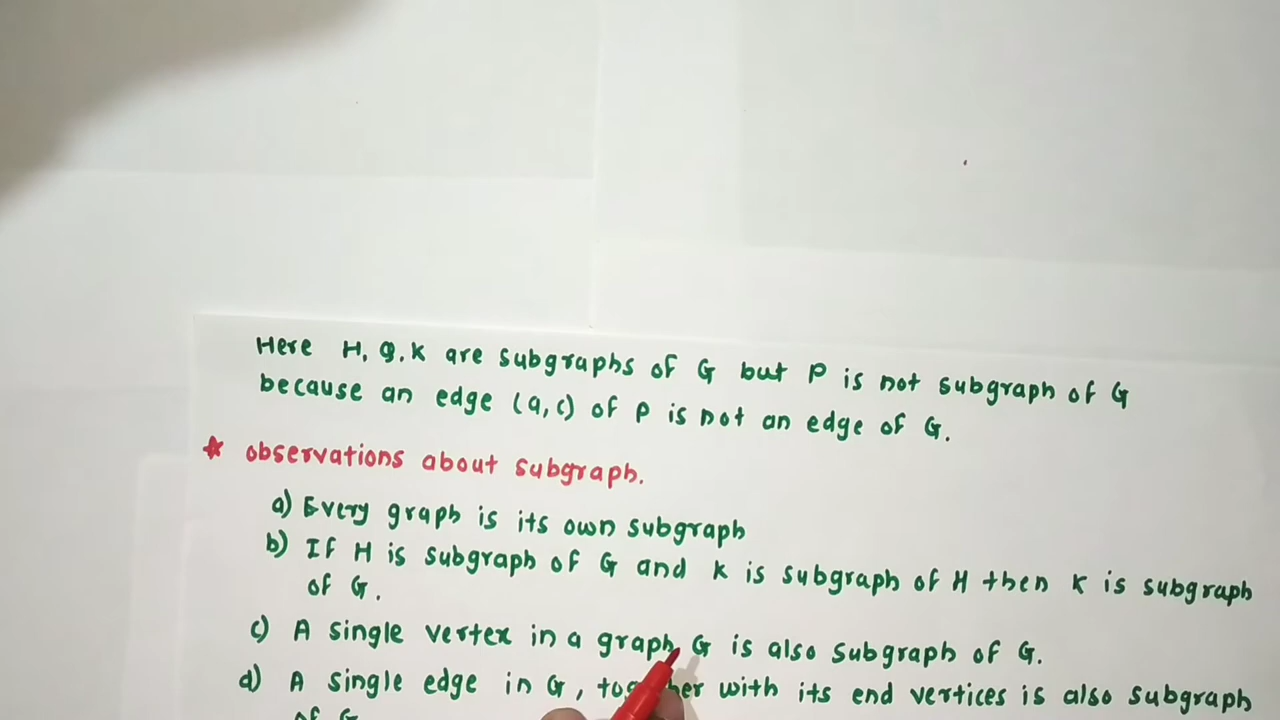 Here H, Q, K are subgraphs of G but P is not subgraph of G
because an edge (a,c) of P is not an edge of G.
* observations about subgraph.
a) Every graph is its own subgraph
b) If H is subgraph of G and K is subgraph of H then K is subgraph
of G.
c) A single vertex in a graph G is also subgraph of G.
d) A single edge in G, together with its end vertices is also subgraph
of G